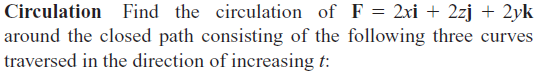 Circulation Find the circulation of F = 2xi + 2zj + 2yk
around the closed path consisting of the following three curves
traversed in the direction of increasing t: